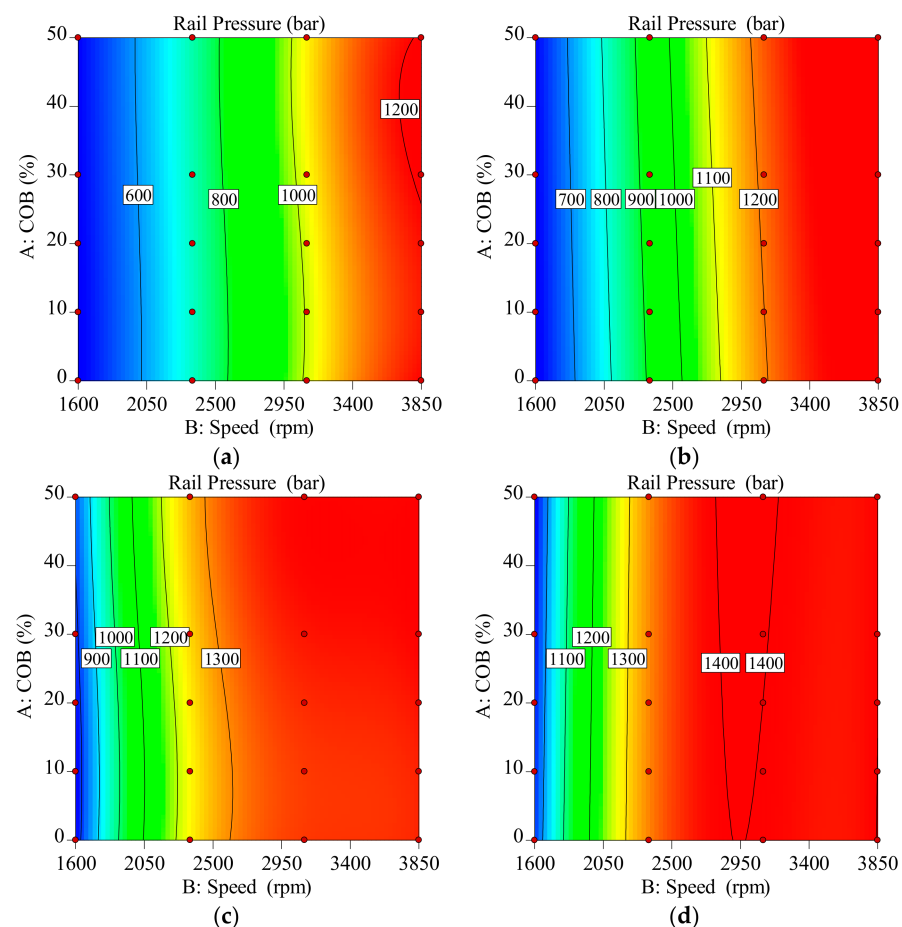 Rail Pressure (bar)
50
40
30
20
10
0
A: COB (%)
1200
600
800
1000
1600 2050 2500 2950 3400 3850
B: Speed (rpm)
(a)
Rail Pressure (bar)
50
40
30
20
10
0
A: COB (%)
1100
700 800 900 1000 1200
1600 2050 2500 2950 3400 3850
B: Speed (rpm)
(b)
Rail Pressure (bar)
50
40
30
20
10
0
A: COB (%)
1000 1200
900 1100 1300
1600 2050 2500 2950 3400 3850
B: Speed (rpm)
(c)
Rail Pressure (bar)
50
40
30
20
10
0
A: COB (%)
1200
1100 1300 1400 1400
1600 2050 2500 2950 3400 3850
B: Speed (rpm)
(d)